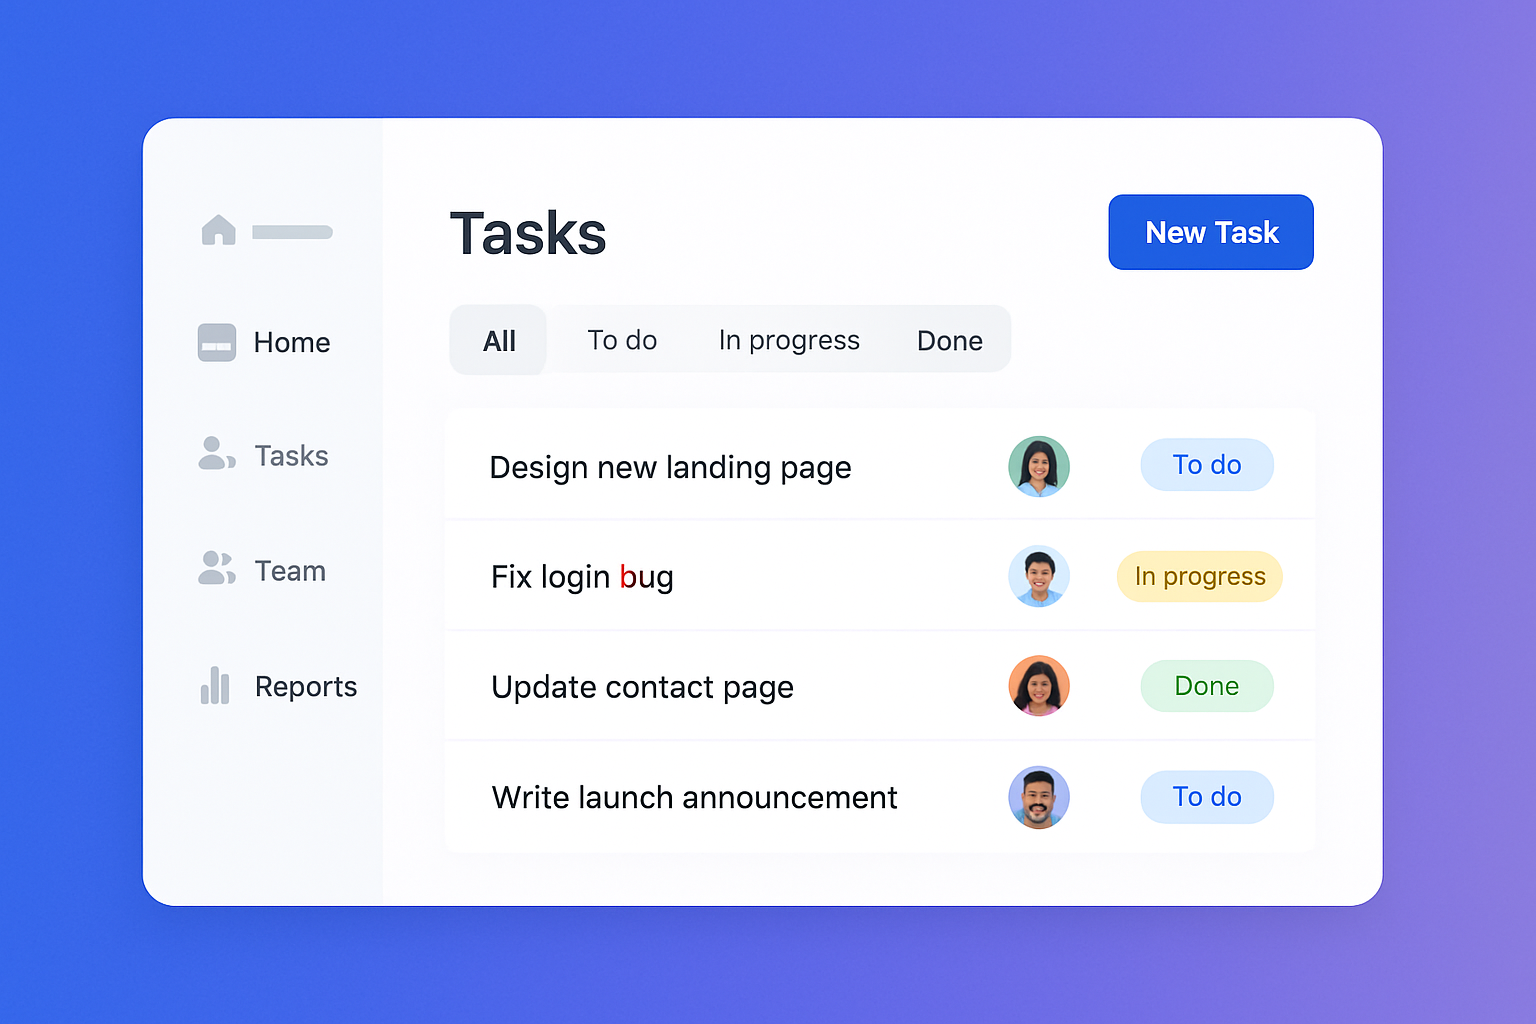 Home
Tasks
Team
Reports
Tasks
New Task
All To do In progress Done
Design new landing page To do
Fix login bug In progress
Update contact page Done
Write launch announcement To do